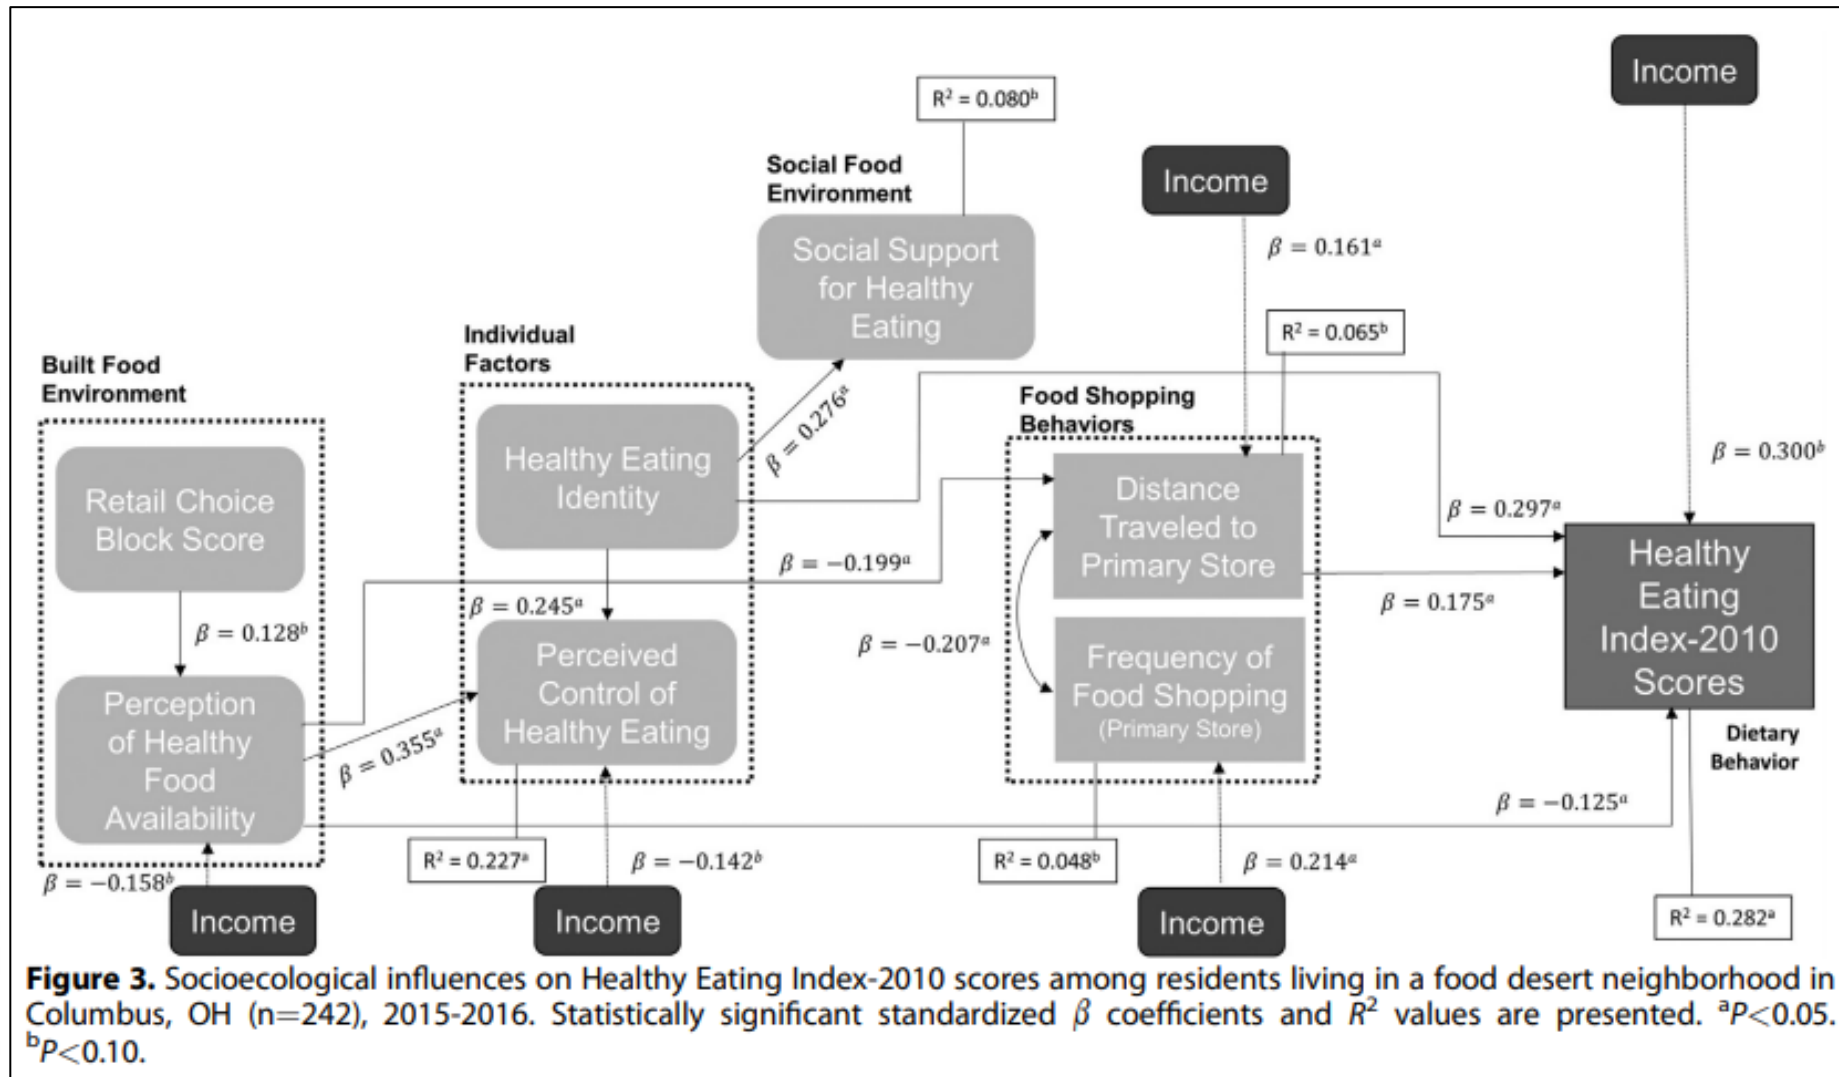 Income
R² = 0.080ᵇ
Social Food
Environment
Income
Social Support
for Healthy
Eating
β = 0.161ᵃ
R² = 0.065ᵇ
Individual
Factors
Built Food
Environment
β = 0.276ᵃ
Food Shopping
Behaviors
Healthy Eating
Identity
Retail Choice
Block Score
β = 0.300ᵇ
Distance
Traveled to
Primary Store
β = 0.297ᵃ
β = −0.199ᵃ
β = 0.245ᵃ
β = 0.175ᵃ
Healthy
Eating
Index-2010
Scores
β = 0.128ᵇ
β = −0.207ᵃ
Perceived
Control of
Healthy Eating
Frequency of
Food Shopping
(Primary Store)
Perception
of Healthy
Food
Availability
β = 0.355ᵃ
Dietary
Behavior
β = −0.125ᵃ
β = −0.158ᵇ
R² = 0.227ᵃ
β = −0.142ᵇ
R² = 0.048ᵇ
β = 0.214ᵃ
Income
Income
Income
R² = 0.282ᵃ
Figure 3. Socioecological influences on Healthy Eating Index-2010 scores among residents living in a food desert neighborhood in
Columbus, OH (n=242), 2015-2016. Statistically significant standardized β coefficients and R² values are presented. ᵃP<0.05.
ᵇP<0.10.